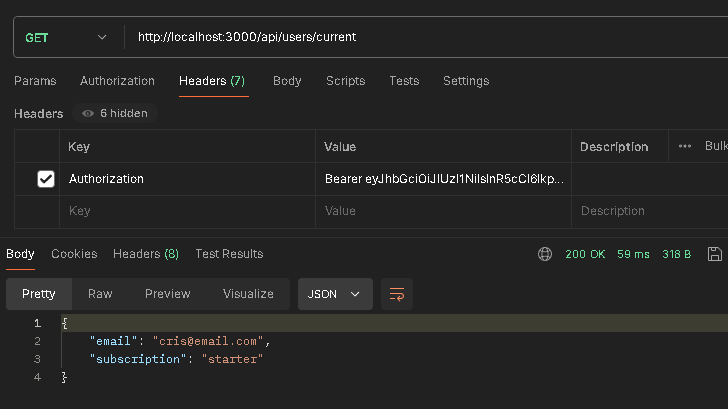 GET http://localhost:3000/api/users/current
Params Authorization Headers (7) Body Scripts Tests Settings
Headers 6 hidden
Key Value Description ••• Bulk
Authorization Bearer eyJhbGciOiJIUzI1NiIsInR5cCI6Ikp...
Key Value Description
Body Cookies Headers (8) Test Results 200 OK 59 ms 318 B
Pretty Raw Preview Visualize JSON
1 {
2 "email": "cris@email.com",
3 "subscription": "starter"
4 }